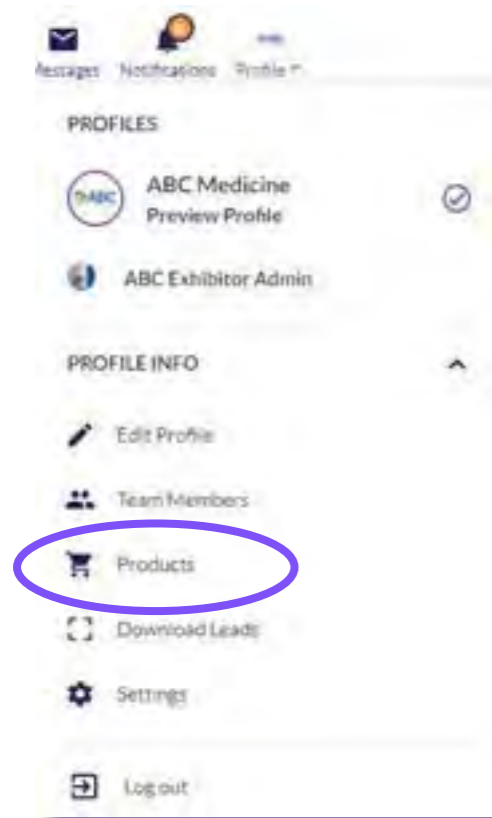 Messages Notifications Profile
PROFILES
ABC Medicine
Preview Profile
ABC Exhibitor Admin
PROFILE INFO
Edit Profile
Team Members
Products
Download Leads
Settings
Log out